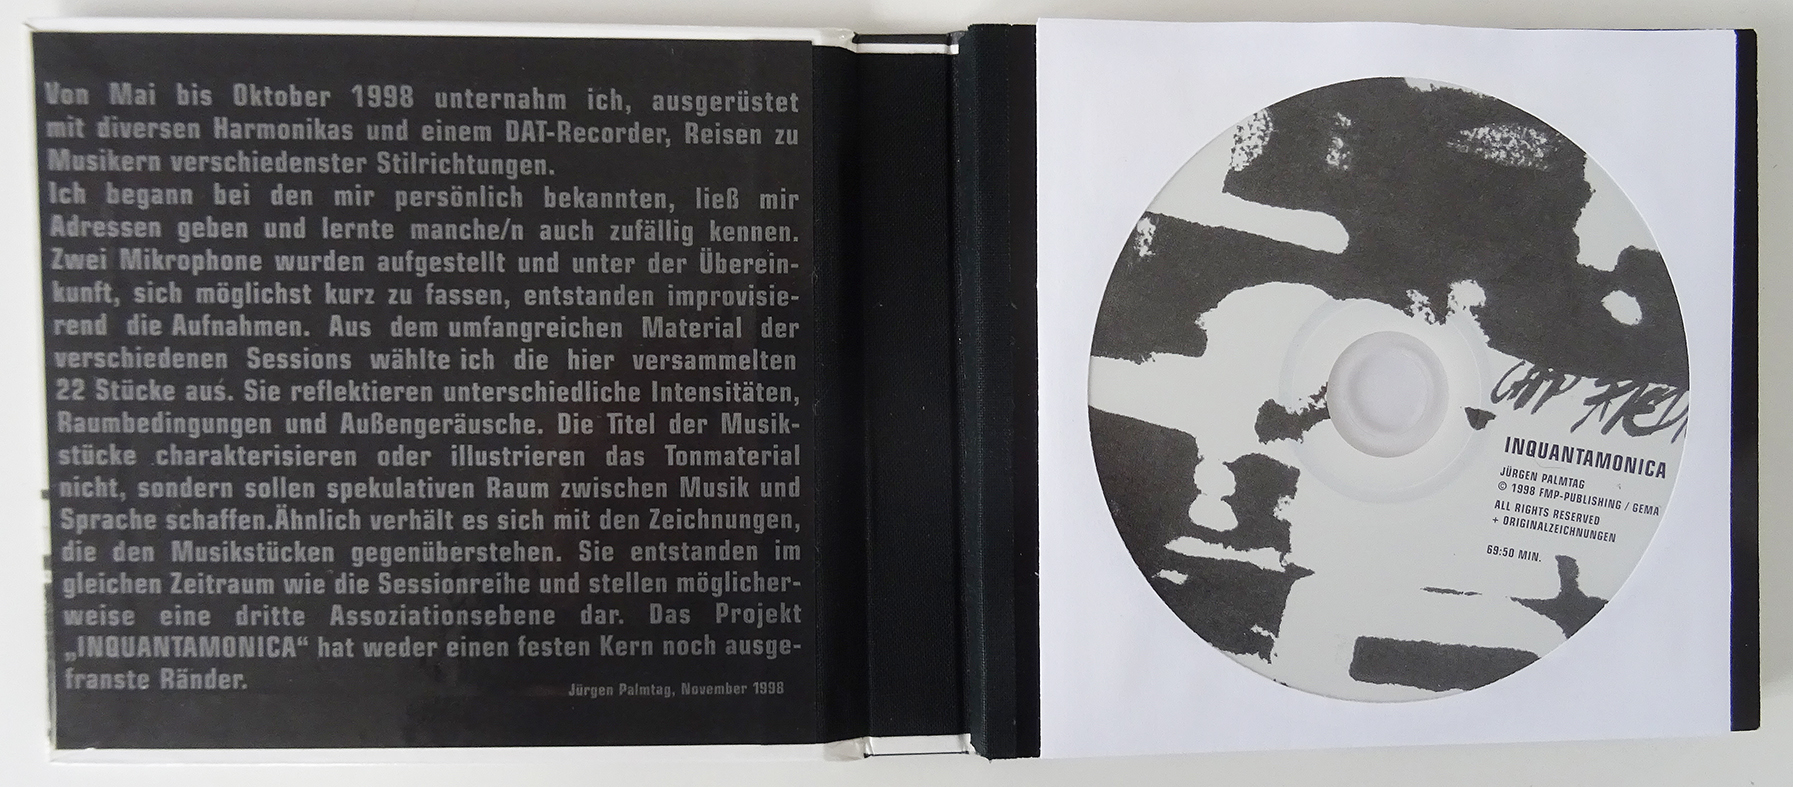 Von Mai bis Oktober 1998 unternahm ich, ausgerüstet
mit diversen Harmonikas und einem DAT-Recorder, Reisen zu
Musikern verschiedenster Stilrichtungen.
Ich begann bei den mir persönlich bekannten, ließ mir
Adressen geben und lernte manche/n auch zufällig kennen.
Zwei Mikrophone wurden aufgestellt und unter der Überein-
kunft, sich möglichst kurz zu fassen, entstanden improvisie-
rend die Aufnahmen. Aus dem umfangreichen Material der
verschiedenen Sessions wählte ich die hier versammelten
22 Stücke aus. Sie reflektieren unterschiedliche Intensitäten,
Raumbedingungen und Außengeräusche. Die Titel der Musik-
stücke charakterisieren oder illustrieren das Tonmaterial
nicht, sondern sollen spekulativen Raum zwischen Musik und
Sprache schaffen.Ähnlich verhält es sich mit den Zeichnungen,
die den Musikstücken gegenüberstehen. Sie entstanden im
gleichen Zeitraum wie die Sessionreihe und stellen möglicher-
weise eine dritte Assoziationsebene dar. Das Projekt
„INQUANTAMONICA“ hat weder einen festen Kern noch ausge-
franste Ränder.
Jürgen Palmtag, November 1998
INQUANTAMONICA
JÜRGEN PALMTAG
© 1998 FMP-PUBLISHING / GEMA
ALL RIGHTS RESERVED
+ ORIGINALZEICHNUNGEN
69:50 MIN.